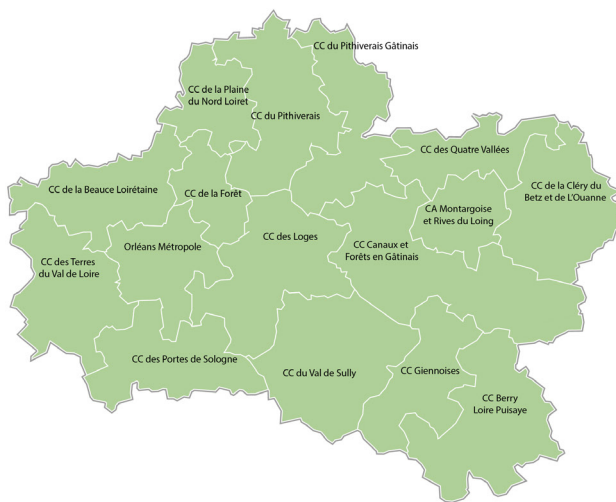 CC du Pithiverais Gâtinais
CC de la Plaine
du Nord Loiret
CC du Pithiverais
CC des Quatre Vallées
CC de la Beauce Loirétaine
CC de la Forêt
CC de la Cléry du
Betz et de L'Ouanne
CA Montargoise
et Rives du Loing
CC des Loges
Orléans Métropole
CC Canaux et
Forêts en Gâtinais
CC des Terres
du Val de Loire
CC des Portes de Sologne
CC du Val de Sully
CC Giennoises
CC Berry
Loire Puisaye